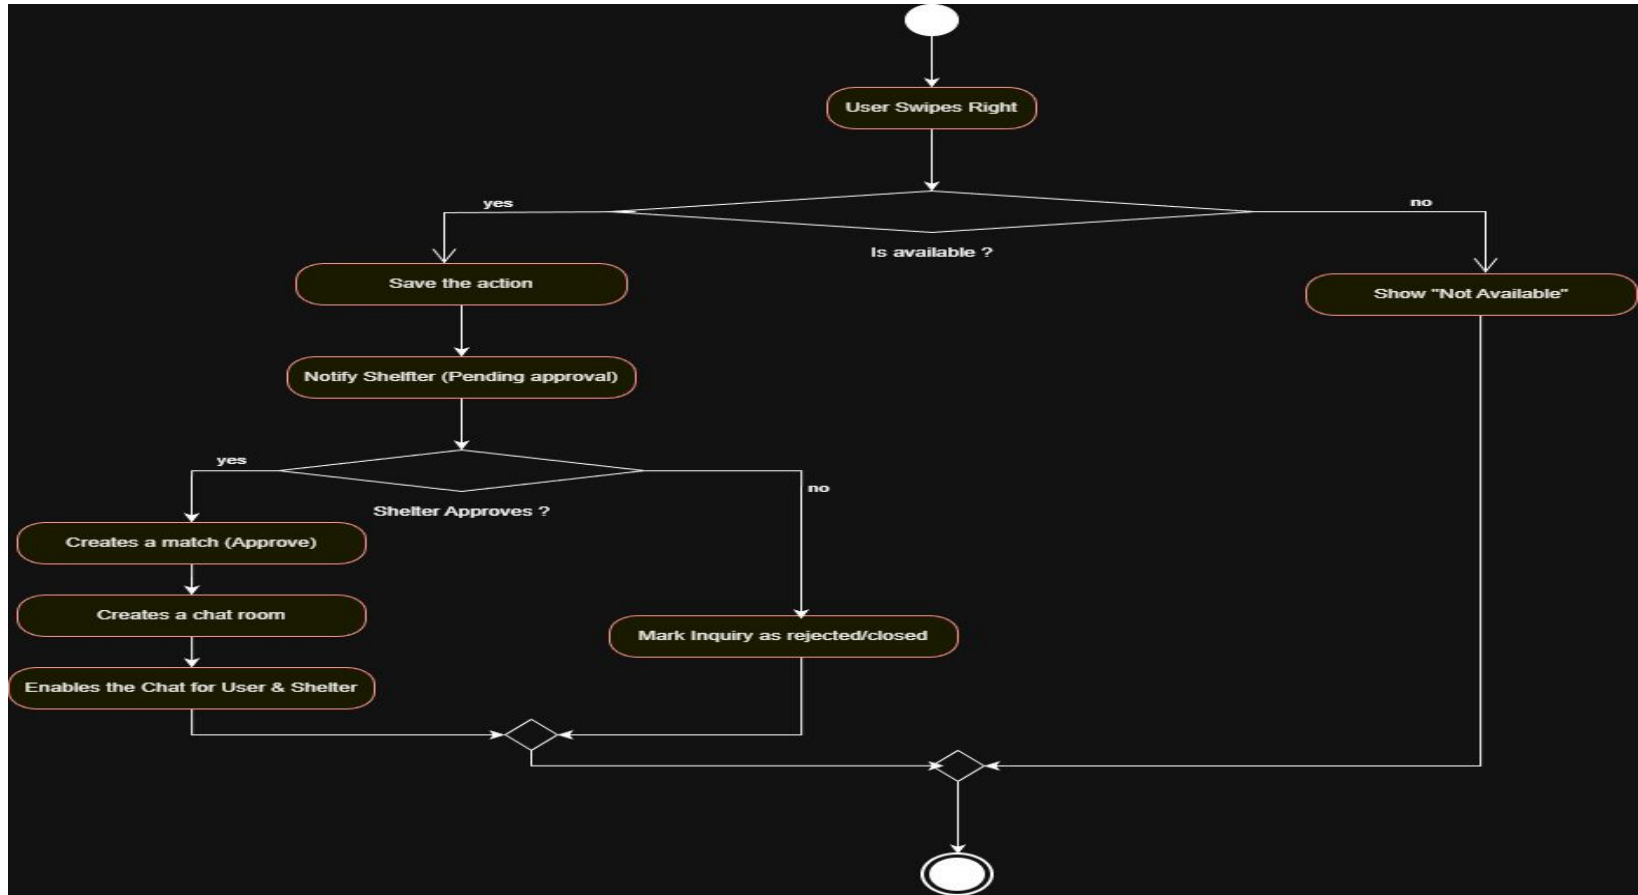 User Swipes Right
yes
no
Is available ?
Save the action
Show "Not Available"
Notify Shelfter (Pending approval)
yes
no
Shelter Approves ?
Creates a match (Approve)
Creates a chat room
Mark Inquiry as rejected/closed
Enables the Chat for User & Shelter